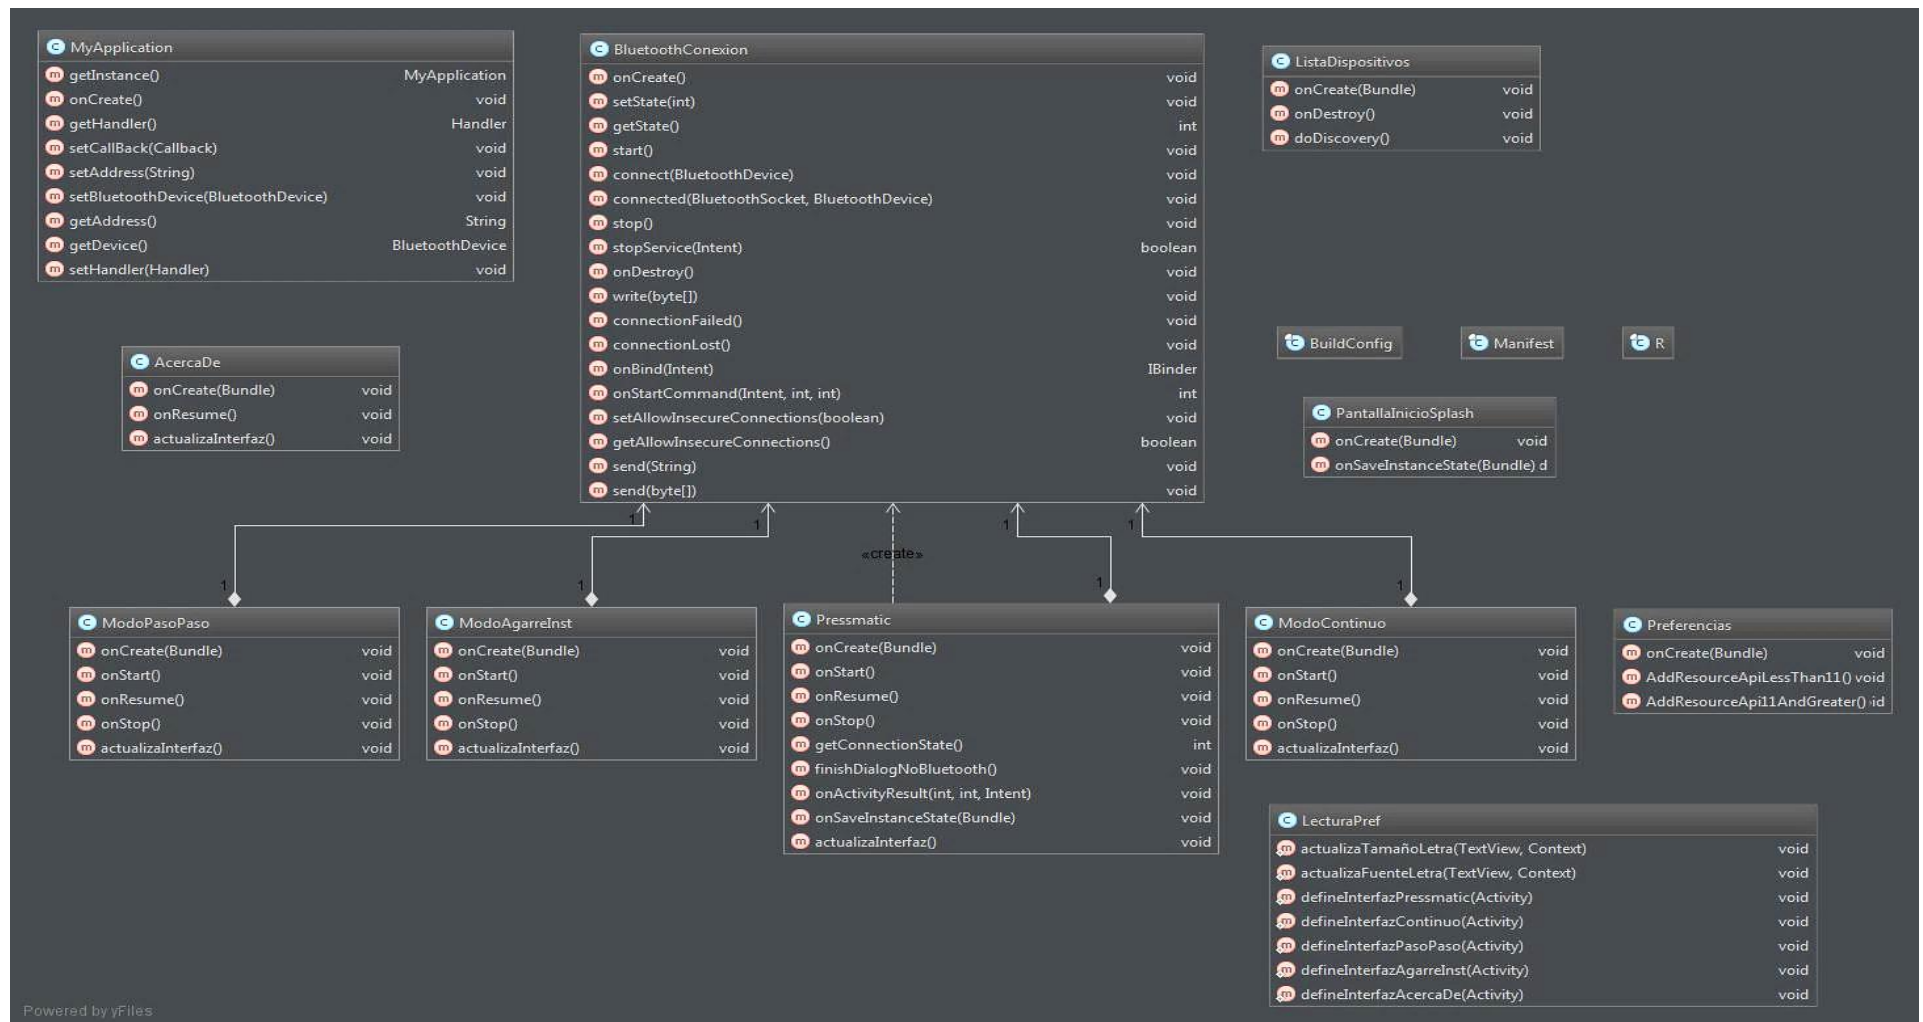 MyApplication
getInstance() MyApplication
onCreate() void
getHandler() Handler
setCallBack(Callback) void
setAddress(String) void
setBluetoothDevice(BluetoothDevice) void
getAddress() String
getDevice() BluetoothDevice
setHandler(Handler) void
BluetoothConexion
onCreate() void
setState(int) void
getState() int
start() void
connect(BluetoothDevice) void
connected(BluetoothSocket, BluetoothDevice) void
stop() void
stopService(Intent) boolean
onDestroy() void
write(byte[]) void
connectionFailed() void
connectionLost() void
onBind(Intent) IBinder
onStartCommand(Intent, int, int) int
setAllowInsecureConnections(boolean) void
getAllowInsecureConnections() boolean
send(String) void
send(byte[]) void
ListaDispositivos
onCreate(Bundle) void
onDestroy() void
doDiscovery() void
AcercaDe
onCreate(Bundle) void
onResume() void
actualizaInterfaz() void
BuildConfig
Manifest
R
PantallaInicioSplash
onCreate(Bundle) void
onSaveInstanceState(Bundle) d
1
1
1
1
«create»
1
1
1
1
ModoPasoPaso
onCreate(Bundle) void
onStart() void
onResume() void
onStop() void
actualizaInterfaz() void
ModoAgarreInst
onCreate(Bundle) void
onStart() void
onResume() void
onStop() void
actualizaInterfaz() void
Pressmatic
onCreate(Bundle) void
onStart() void
onResume() void
onStop() void
getConnectionState() int
finishDialogNoBluetooth() void
onActivityResult(int, int, Intent) void
onSaveInstanceState(Bundle) void
actualizaInterfaz() void
ModoContinuo
onCreate(Bundle) void
onStart() void
onResume() void
onStop() void
actualizaInterfaz() void
Preferencias
onCreate(Bundle) void
AddResourceApiLessThan11() void
AddResourceApi11AndGreater() id
LecturaPref
actualizaTamañoLetra(TextView, Context) void
actualizaFuenteLetra(TextView, Context) void
defineInterfazPressmatic(Activity) void
defineInterfazContinuo(Activity) void
defineInterfazPasoPaso(Activity) void
defineInterfazAgarreInst(Activity) void
defineInterfazAcercaDe(Activity) void
Powered by yFiles